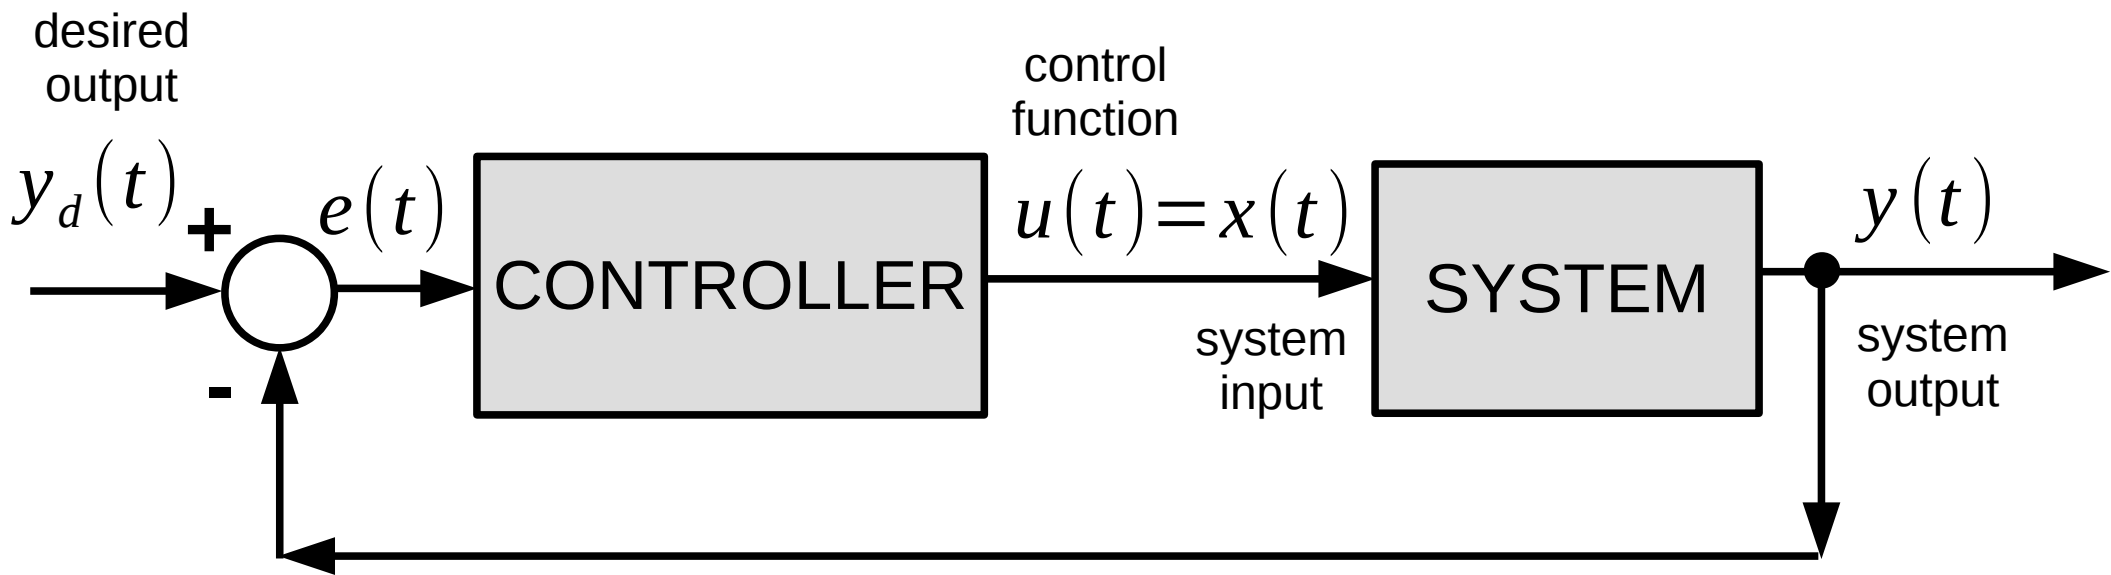 desired
output
y_d(t)
+
e(t)
CONTROLLER
control
function
u(t)=x(t)
system
input
SYSTEM
y(t)
system
output
-